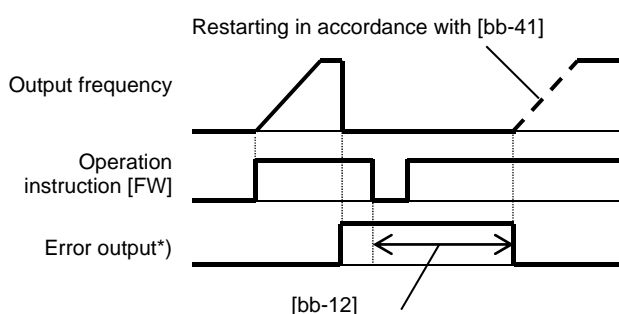 Restarting in accordance with [bb-41]
Output frequency
Operation
instruction [FW]
Error output*)
[bb-12]